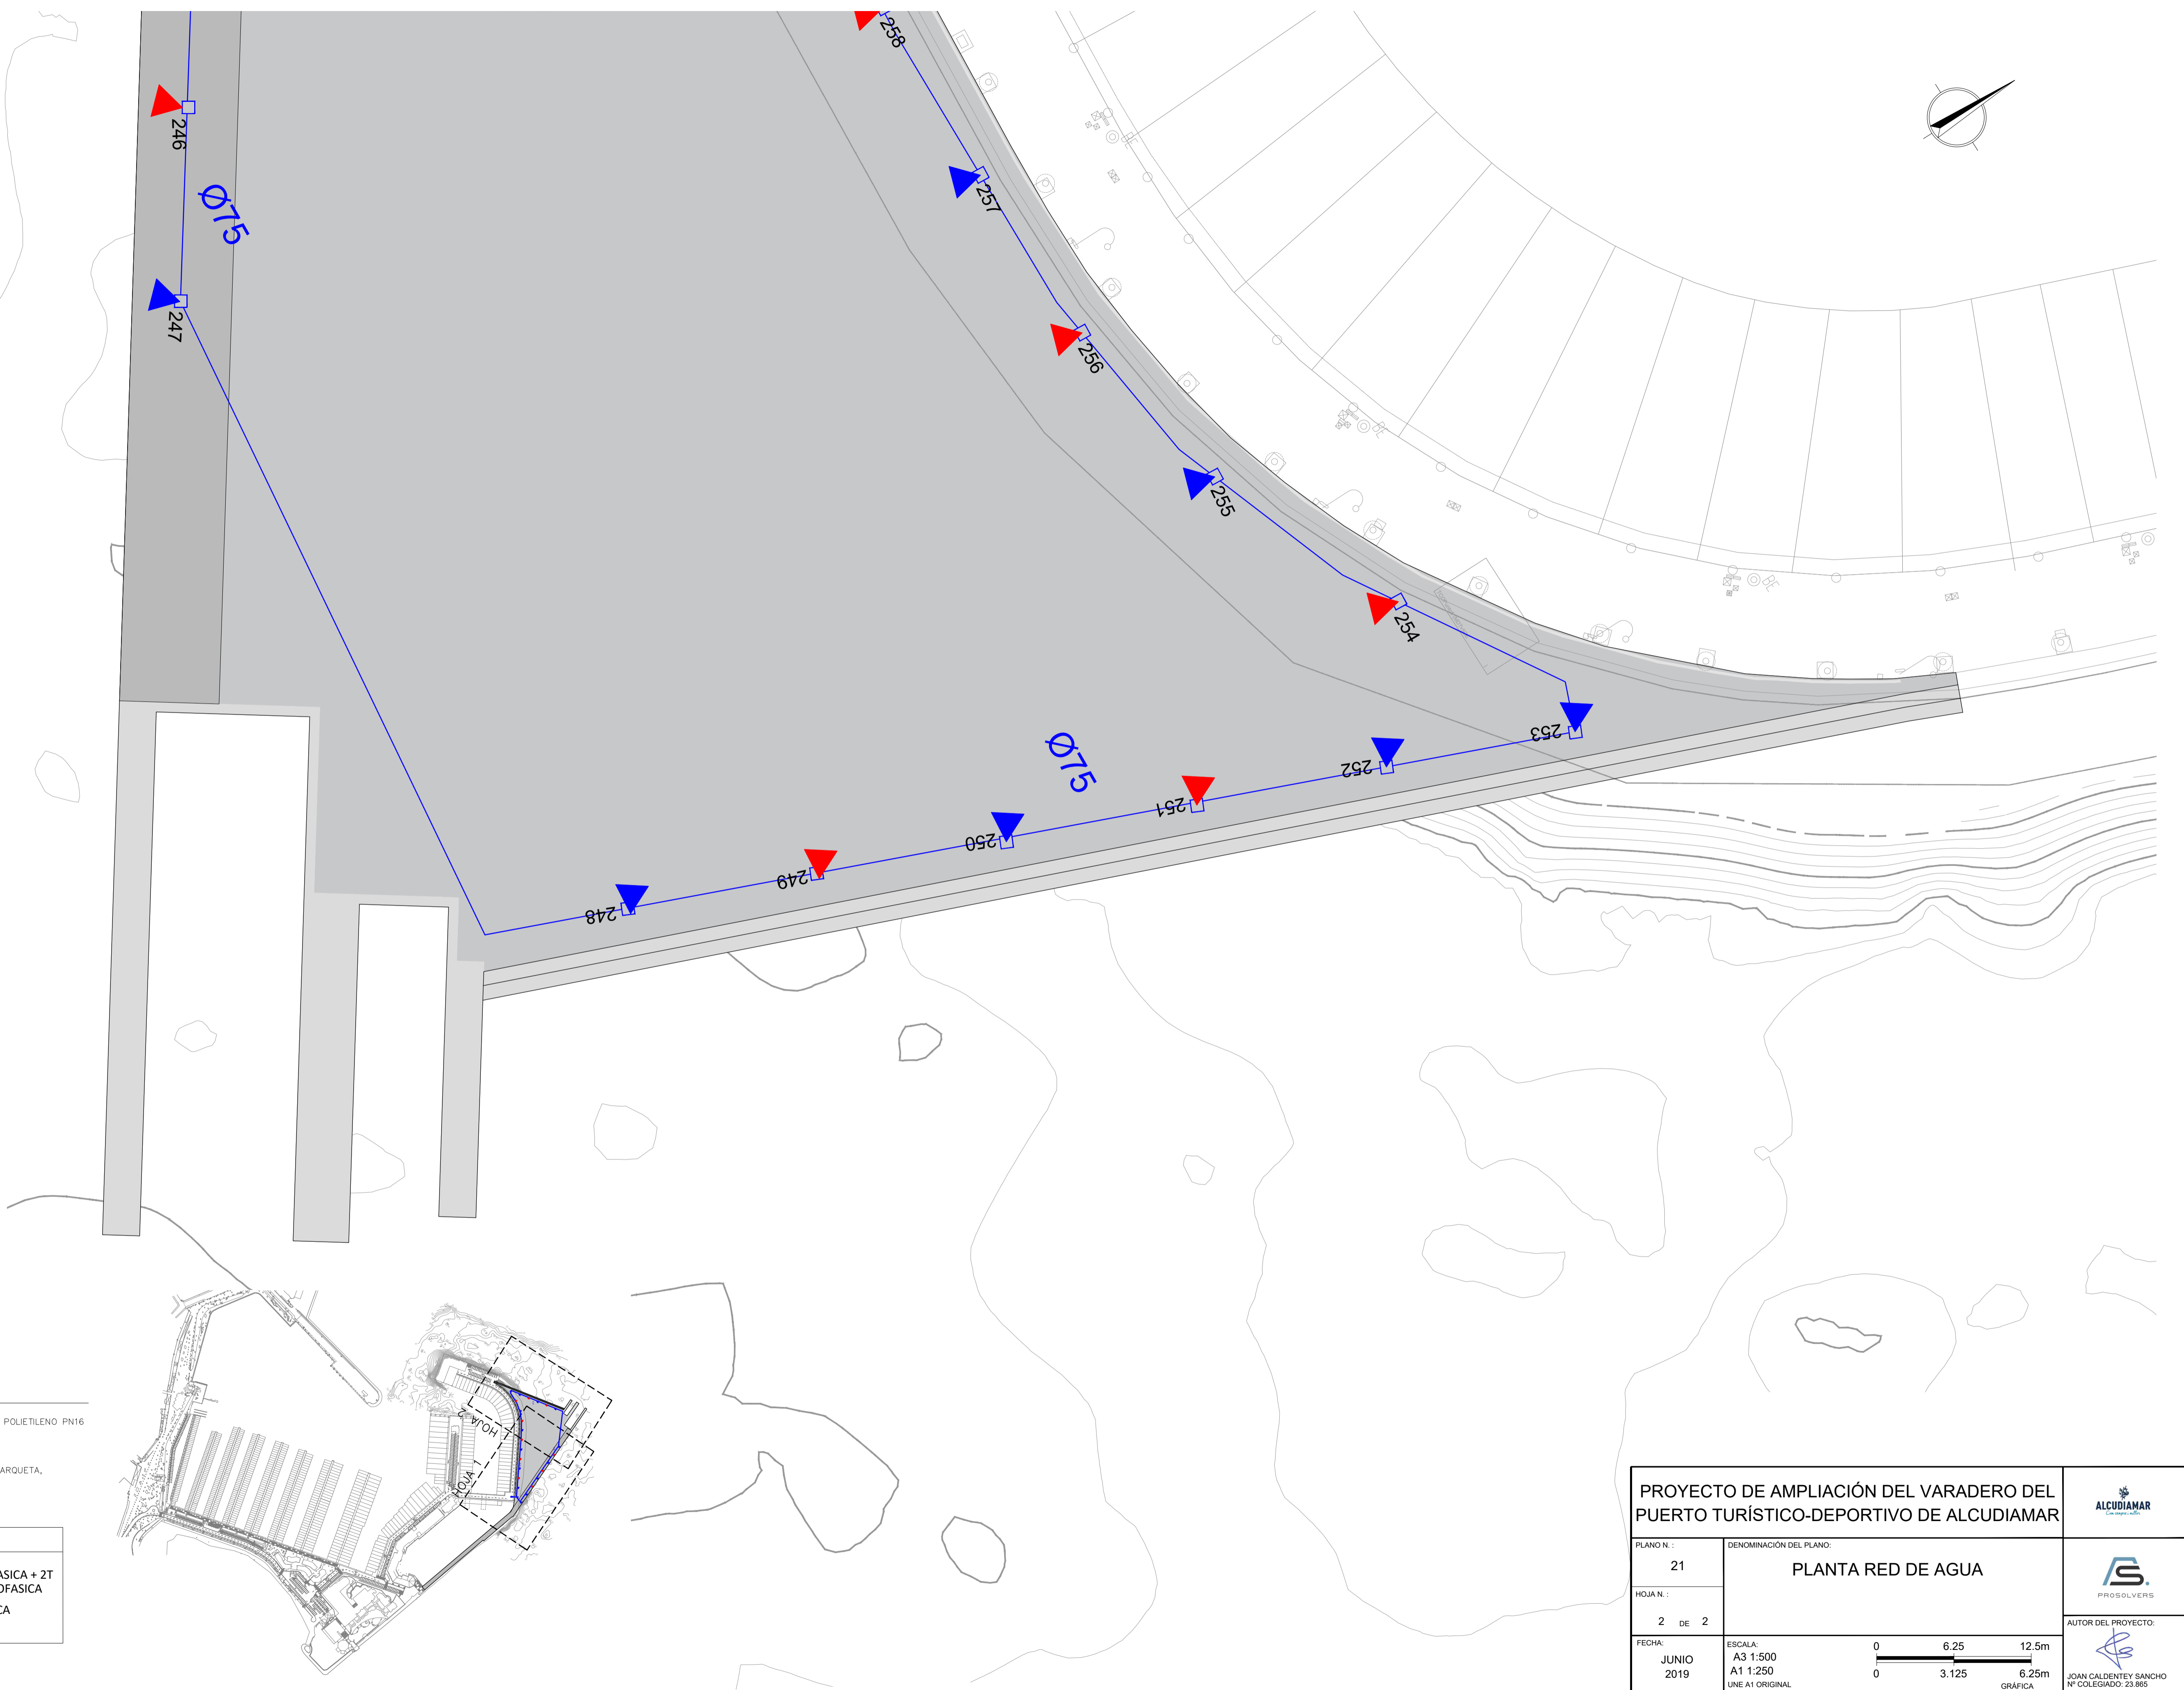 258
246
Ø75
257
247
256
255
254
253
Ø75
252
251
250
249
248
HOJA 2
HOJA 1
POLIETILENO PN16
ARQUETA,
ASICA + 2T
OFASICA
CA
PROYECTO DE AMPLIACIÓN DEL VARADERO DEL
PUERTO TURÍSTICO-DEPORTIVO DE ALCUDIAMAR
ALCUDIAMAR
PLANO N. :
21
DENOMINACIÓN DEL PLANO:
PLANTA RED DE AGUA
HOJA N. :
2 DE 2
PROSOLVERS
AUTOR DEL PROYECTO:
FECHA:
JUNIO
2019
ESCALA:
A3 1:500
A1 1:250
UNE A1 ORIGINAL
0 6.25 12.5m
0 3.125 6.25m
GRÁFICA
JOAN CALDENTEY SANCHO
Nº COLEGIADO: 23.865